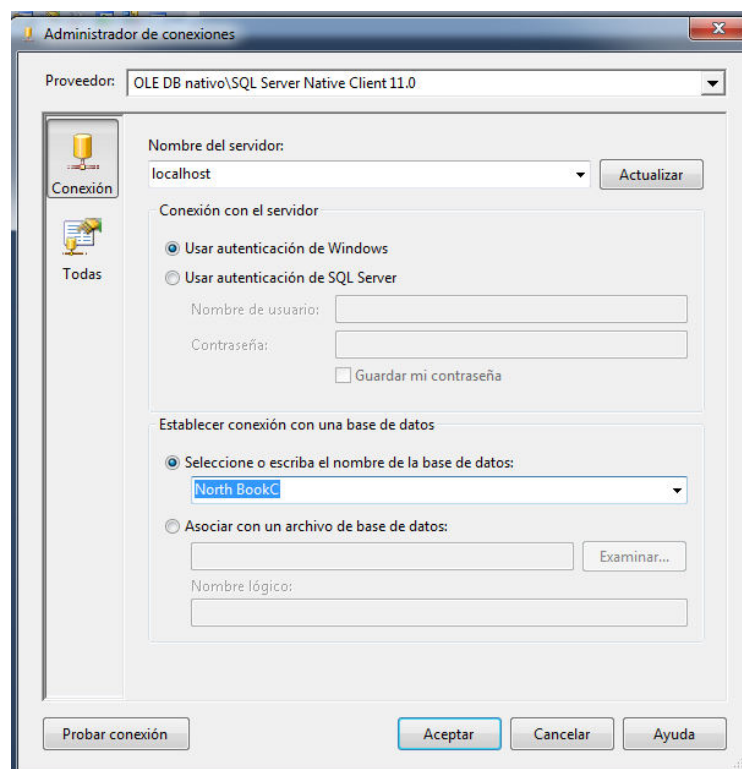 Administrador de conexiones
Proveedor: OLE DB nativo\SQL Server Native Client 11.0
Conexión
Todas
Nombre del servidor:
localhost
Actualizar
Conexión con el servidor
Usar autenticación de Windows
Usar autenticación de SQL Server
Nombre de usuario:
Contraseña:
Guardar mi contraseña
Establecer conexión con una base de datos
Seleccione o escriba el nombre de la base de datos:
North BookC
Asociar con un archivo de base de datos:
Examinar...
Nombre lógico:
Probar conexión Aceptar Cancelar Ayuda